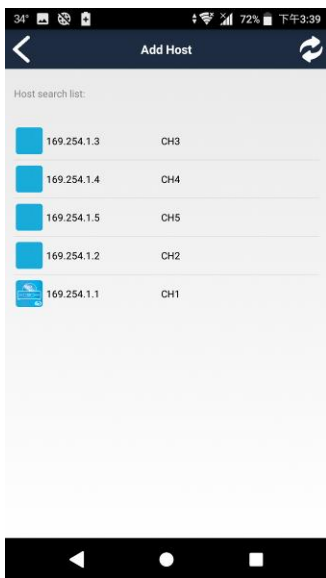 34° 72% 下午3:39
Add Host
Host search list:
169.254.1.3 CH3
169.254.1.4 CH4
169.254.1.5 CH5
169.254.1.2 CH2
169.254.1.1 CH1